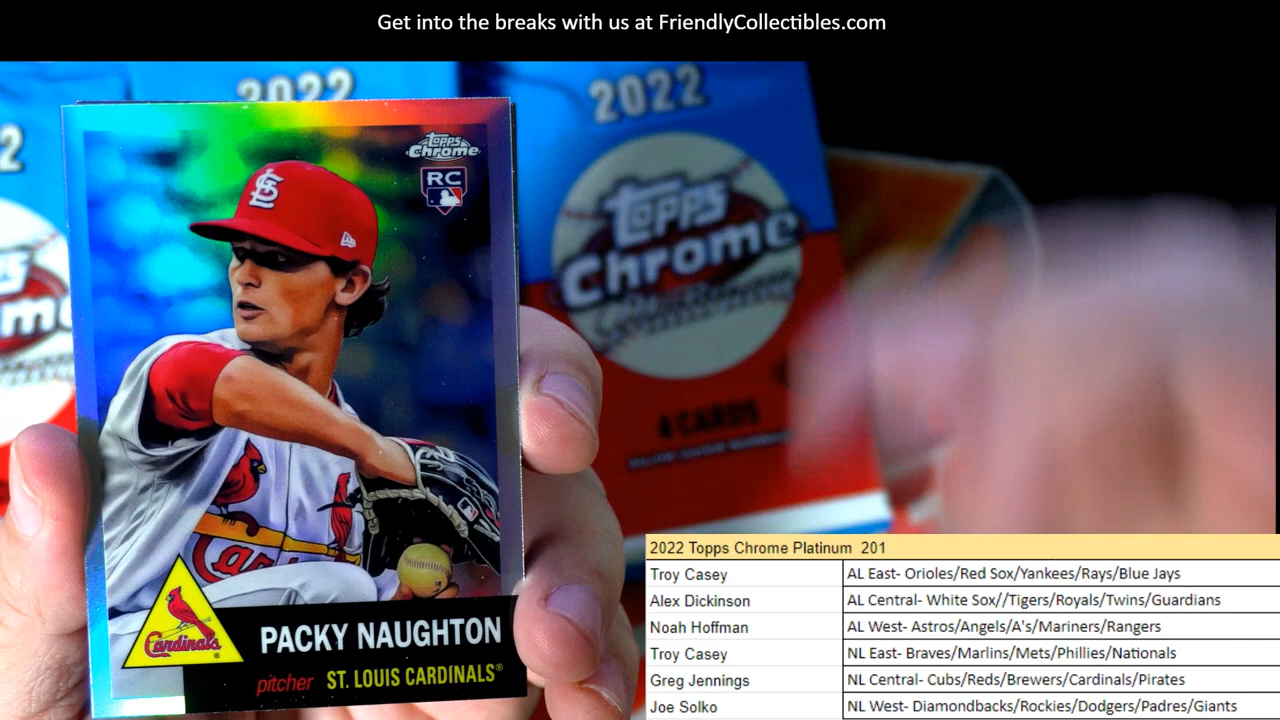 Get into the breaks with us at FriendlyCollectibles.com
2022
2022
2
Topps
Chrome
Topps
Chrome
RC
4 CARDS
Cardinals
PACKY NAUGHTON
pitcher ST. LOUIS CARDINALS®
2022 Topps Chrome Platinum 201
Troy Casey AL East- Orioles/Red Sox/Yankees/Rays/Blue Jays
Alex Dickinson AL Central- White Sox//Tigers/Royals/Twins/Guardians
Noah Hoffman AL West- Astros/Angels/A's/Mariners/Rangers
Troy Casey NL East- Braves/Marlins/Mets/Phillies/Nationals
Greg Jennings NL Central- Cubs/Reds/Brewers/Cardinals/Pirates
Joe Solko NL West- Diamondbacks/Rockies/Dodgers/Padres/Giants